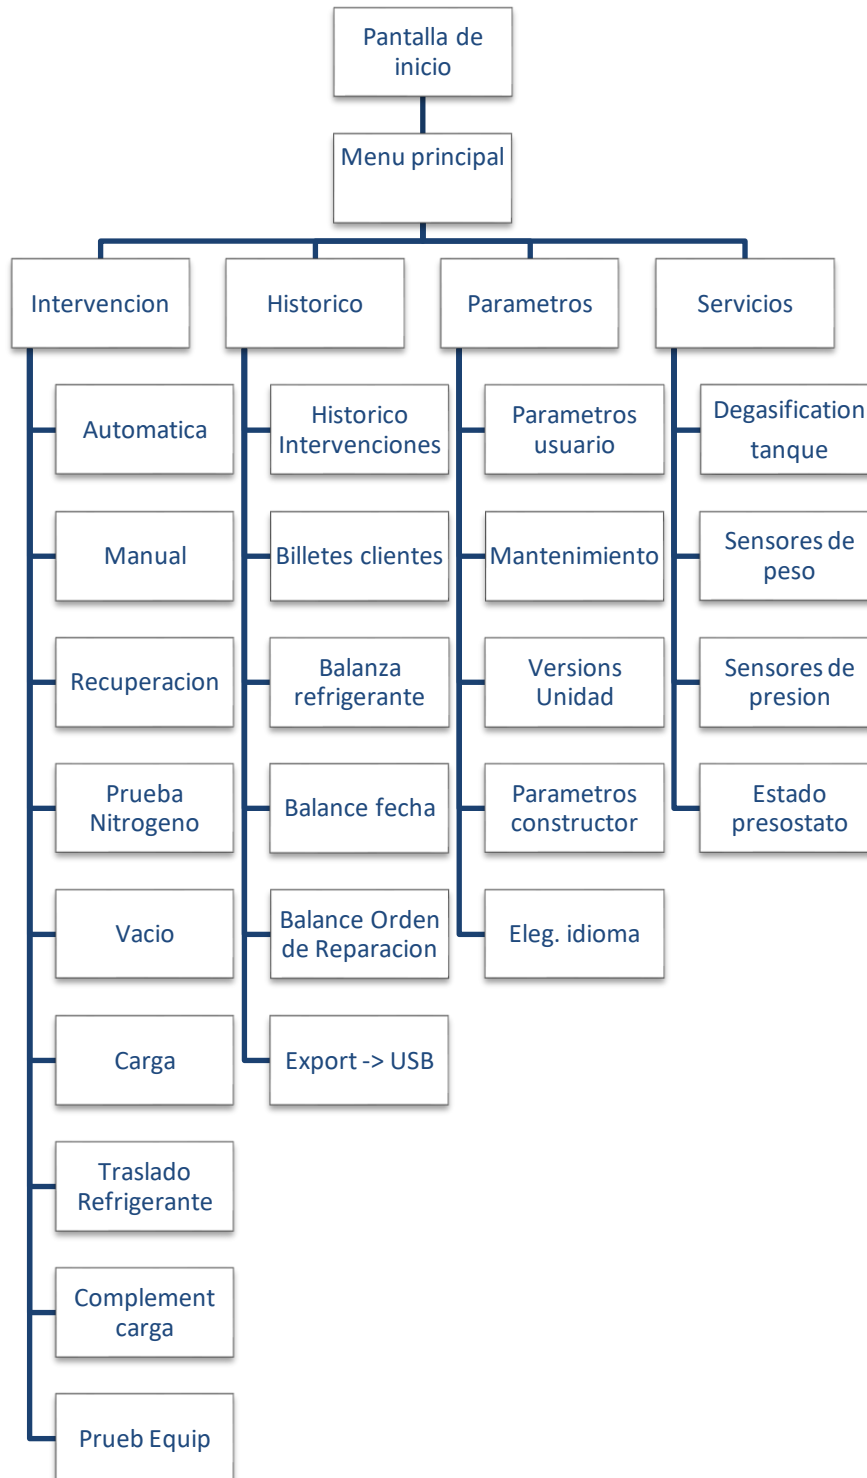 Pantalla de
inicio
Menu principal
Intervencion
Historico
Parametros
Servicios
Automatica
Manual
Recuperacion
Prueba
Nitrogeno
Vacio
Carga
Traslado
Refrigerante
Complement
carga
Prueb Equip
Historico
Intervenciones
Billetes clientes
Balanza
refrigerante
Balance fecha
Balance Orden
de Reparacion
Export -> USB
Parametros
usuario
Mantenimiento
Versions
Unidad
Parametros
constructor
Eleg. idioma
Degasification
tanque
Sensores de
peso
Sensores de
presion
Estado
presostato